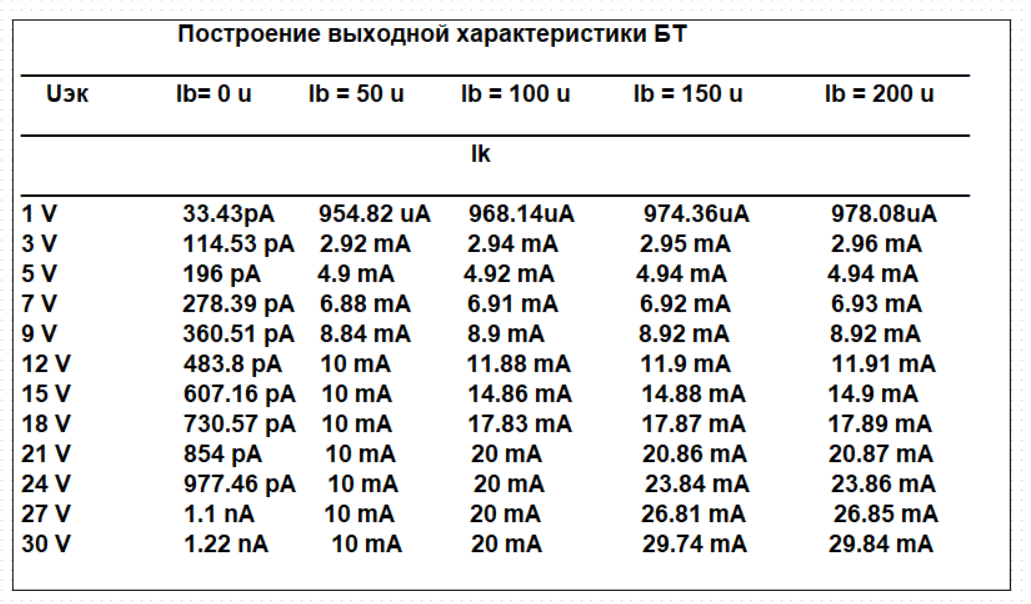 Построение выходной характеристики БТ
Uэк Ib= 0 u Ib = 50 u Ib = 100 u Ib = 150 u Ib = 200 u
Ik
1 V 33.43pA 954.82 uA 968.14uA 974.36uA 978.08uA
3 V 114.53 pA 2.92 mA 2.94 mA 2.95 mA 2.96 mA
5 V 196 pA 4.9 mA 4.92 mA 4.94 mA 4.94 mA
7 V 278.39 pA 6.88 mA 6.91 mA 6.92 mA 6.93 mA
9 V 360.51 pA 8.84 mA 8.9 mA 8.92 mA 8.92 mA
12 V 483.8 pA 10 mA 11.88 mA 11.9 mA 11.91 mA
15 V 607.16 pA 10 mA 14.86 mA 14.88 mA 14.9 mA
18 V 730.57 pA 10 mA 17.83 mA 17.87 mA 17.89 mA
21 V 854 pA 10 mA 20 mA 20.86 mA 20.87 mA
24 V 977.46 pA 10 mA 20 mA 23.84 mA 23.86 mA
27 V 1.1 nA 10 mA 20 mA 26.81 mA 26.85 mA
30 V 1.22 nA 10 mA 20 mA 29.74 mA 29.84 mA